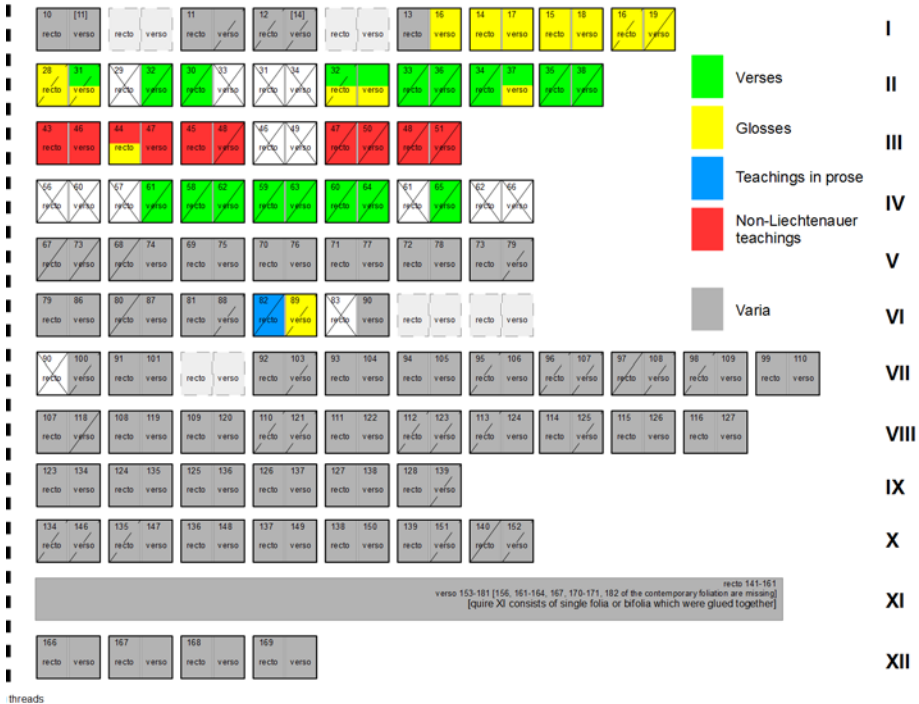 10 [11] 11 12 [14] 13 16 14 17 15 18 16 19
recto verso recto verso recto verso recto verso recto verso recto verso recto verso recto verso recto verso
I
28 31 29 32 30 33 31 34 32 33 36 34 37 35 38
recto verso recto verso recto verso recto verso recto verso recto verso recto verso recto verso
II
Verses
Glosses
Teachings in prose
Non-Liechtenauer
teachings
Varia
43 46 44 47 45 48 46 49 47 50 48 51
recto verso recto verso recto verso recto verso recto verso recto verso
III
56 60 57 61 58 62 59 63 60 64 61 65 62 66
recto verso recto verso recto verso recto verso recto verso recto verso recto verso
IV
67 73 68 74 69 75 70 76 71 77 72 78 73 79
recto verso recto verso recto verso recto verso recto verso recto verso recto verso
V
79 86 80 87 81 88 82 89 83 90
recto verso recto verso recto verso recto verso recto verso recto verso recto verso
VI
90 100 91 101 92 103 93 104 94 105 95 106 96 107 97 108 98 109 99 110
recto verso recto verso recto verso recto verso recto verso recto verso recto verso recto verso recto verso recto verso recto verso
VII
107 118 108 119 109 120 110 121 111 122 112 123 113 124 114 125 115 126 116 127
recto verso recto verso recto verso recto verso recto verso recto verso recto verso recto verso recto verso recto verso
VIII
123 134 124 135 125 136 126 137 127 138 128 139
recto verso recto verso recto verso recto verso recto verso recto verso
IX
134 146 135 147 136 148 137 149 138 150 139 151 140 152
recto verso recto verso recto verso recto verso recto verso recto verso recto verso
X
recto 141-161
verso 153-181 [156, 161-164, 167, 170-171, 182 of the contemporary foliation are missing]
[quire XI consists of single folia or bifolia which were glued together]
XI
166 167 168 169
recto verso recto verso recto verso recto verso
XII
threads